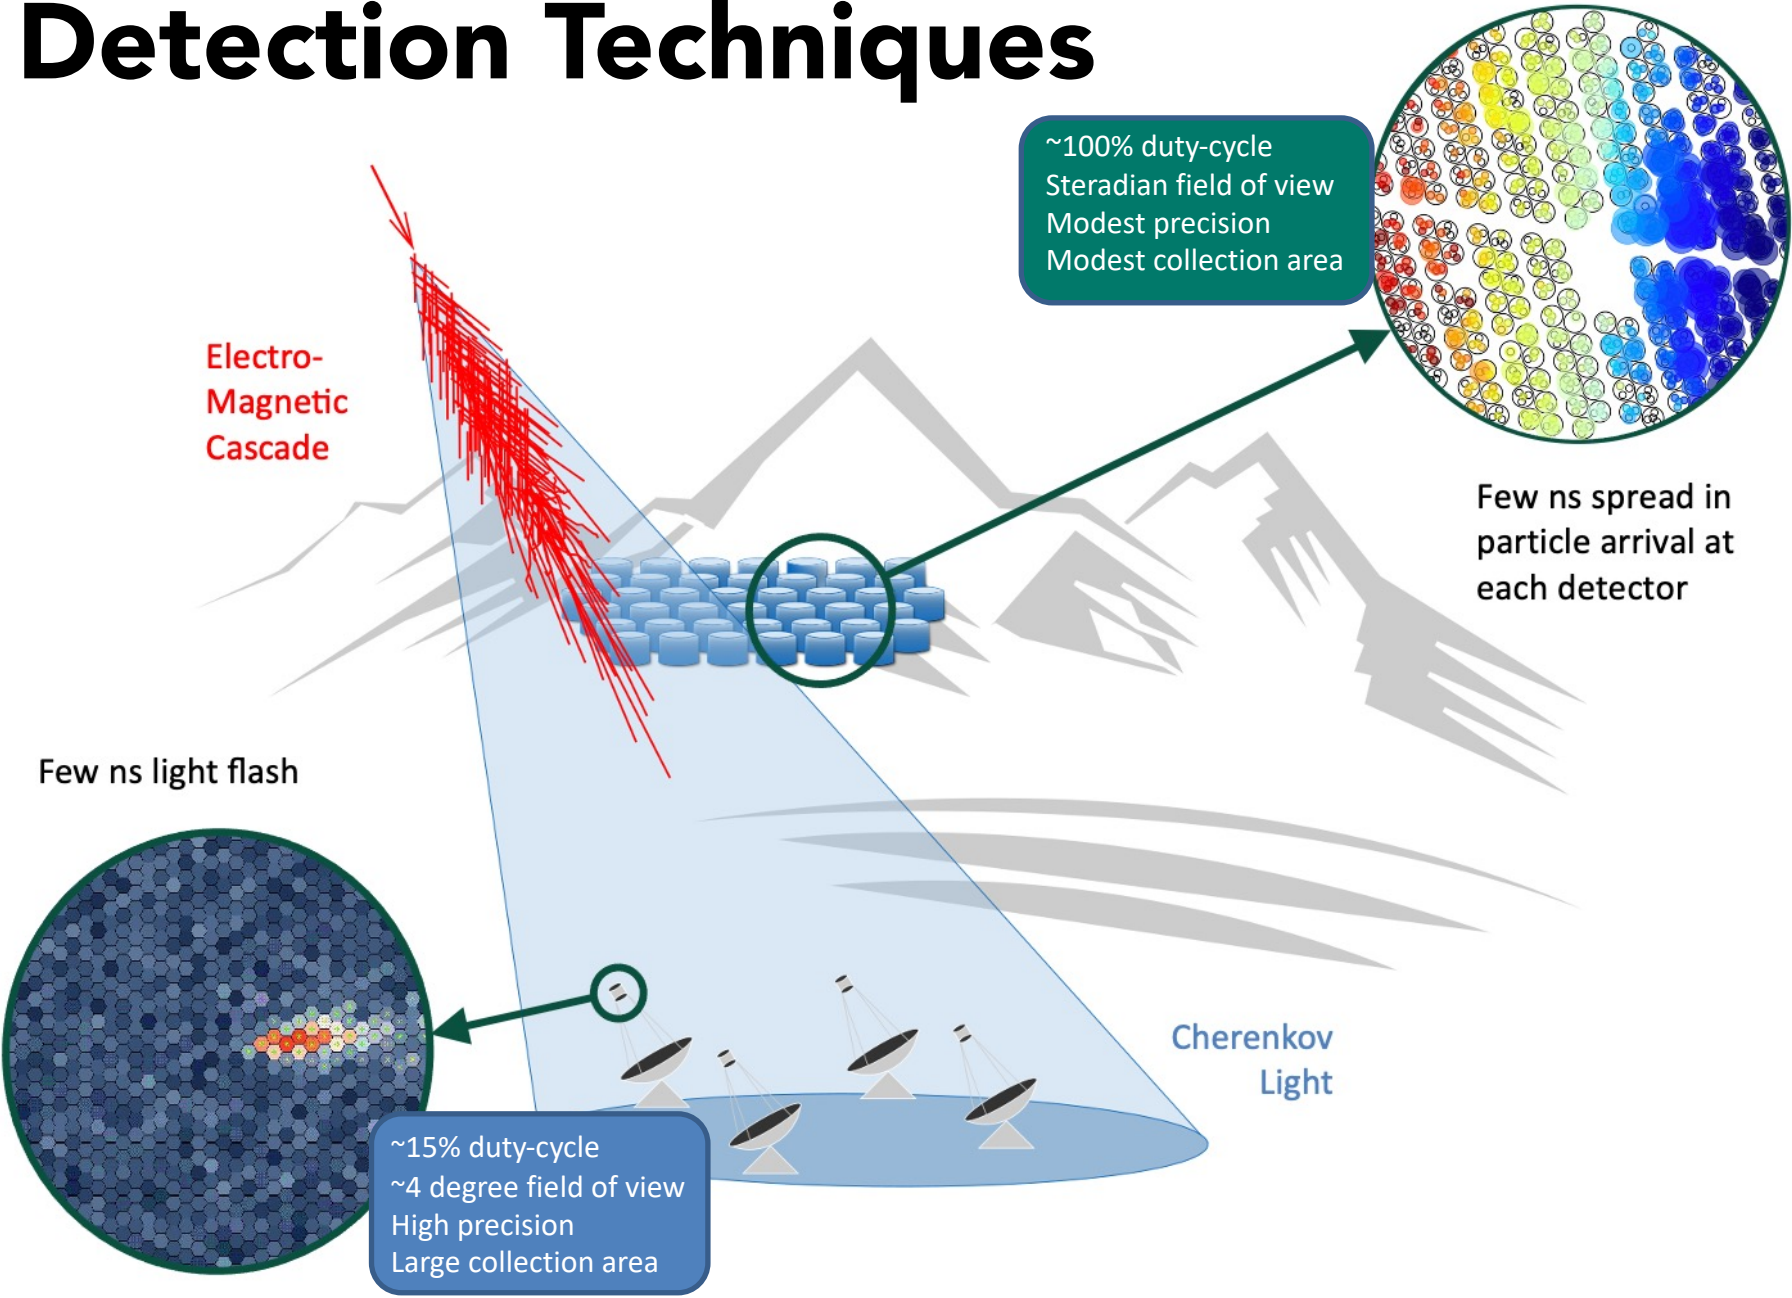 Detection Techniques
~100% duty-cycle
Steradian field of view
Modest precision
Modest collection area
Electro-
Magnetic
Cascade
Few ns spread in
particle arrival at
each detector
Few ns light flash
Cherenkov
Light
~15% duty-cycle
~4 degree field of view
High precision
Large collection area